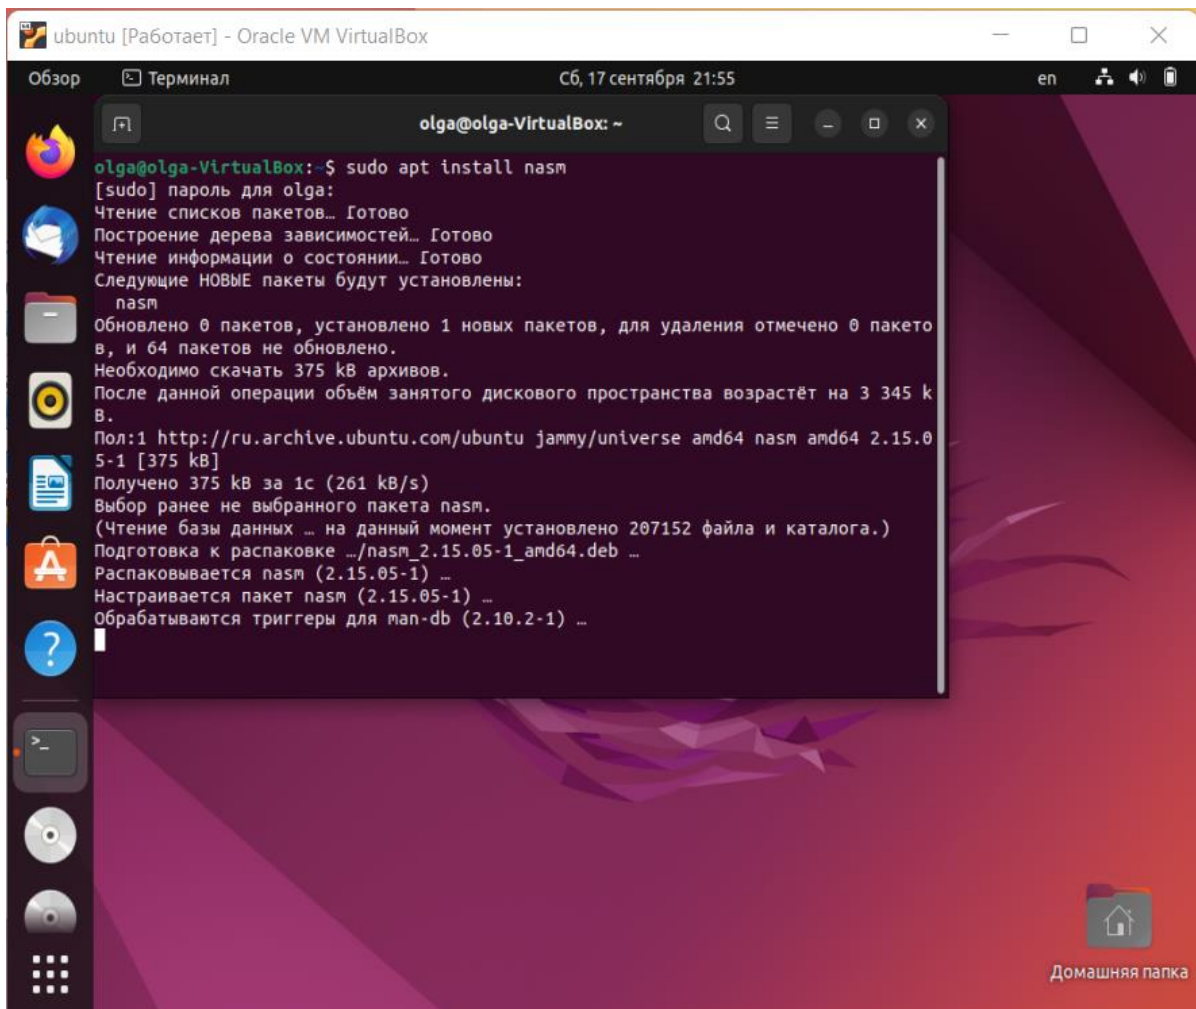 ubuntu [Работает] - Oracle VM VirtualBox
Обзор Терминал Сб, 17 сентября 21:55 en
olga@olga-VirtualBox: ~
olga@olga-VirtualBox:~$ sudo apt install nasm
[sudo] пароль для olga:
Чтение списков пакетов… Готово
Построение дерева зависимостей… Готово
Чтение информации о состоянии… Готово
Следующие НОВЫЕ пакеты будут установлены:
nasm
Обновлено 0 пакетов, установлено 1 новых пакетов, для удаления отмечено 0 пакето
в, и 64 пакетов не обновлено.
Необходимо скачать 375 kB архивов.
После данной операции объём занятого дискового пространства возрастёт на 3 345 k
B.
Пол:1 http://ru.archive.ubuntu.com/ubuntu jammy/universe amd64 nasm amd64 2.15.0
5-1 [375 kB]
Получено 375 kB за 1с (261 kB/s)
Выбор ранее не выбранного пакета nasm.
(Чтение базы данных … на данный момент установлено 207152 файла и каталога.)
Подготовка к распаковке …/nasm_2.15.05-1_amd64.deb …
Распаковывается nasm (2.15.05-1) …
Настраивается пакет nasm (2.15.05-1) …
Обрабатываются триггеры для man-db (2.10.2-1) …
Домашняя папка